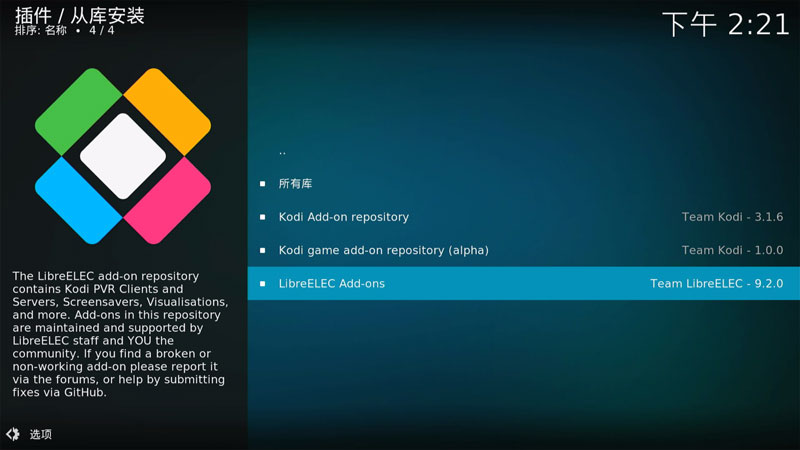 插件 / 从库安装
排序: 名称 • 4 / 4
下午 2:21
..
所有库
Kodi Add-on repository Team Kodi - 3.1.6
Kodi game add-on repository (alpha) Team Kodi - 1.0.0
LibreELEC Add-ons Team LibreELEC - 9.2.0
The LibreELEC add-on repository
contains Kodi PVR Clients and
Servers, Screensavers, Visualisations,
and more. Add-ons in this repository
are maintained and supported by
LibreELEC staff and YOU the
community. If you find a broken or
non-working add-on please report it
via the forums, or help by submitting
fixes via GitHub.
选项